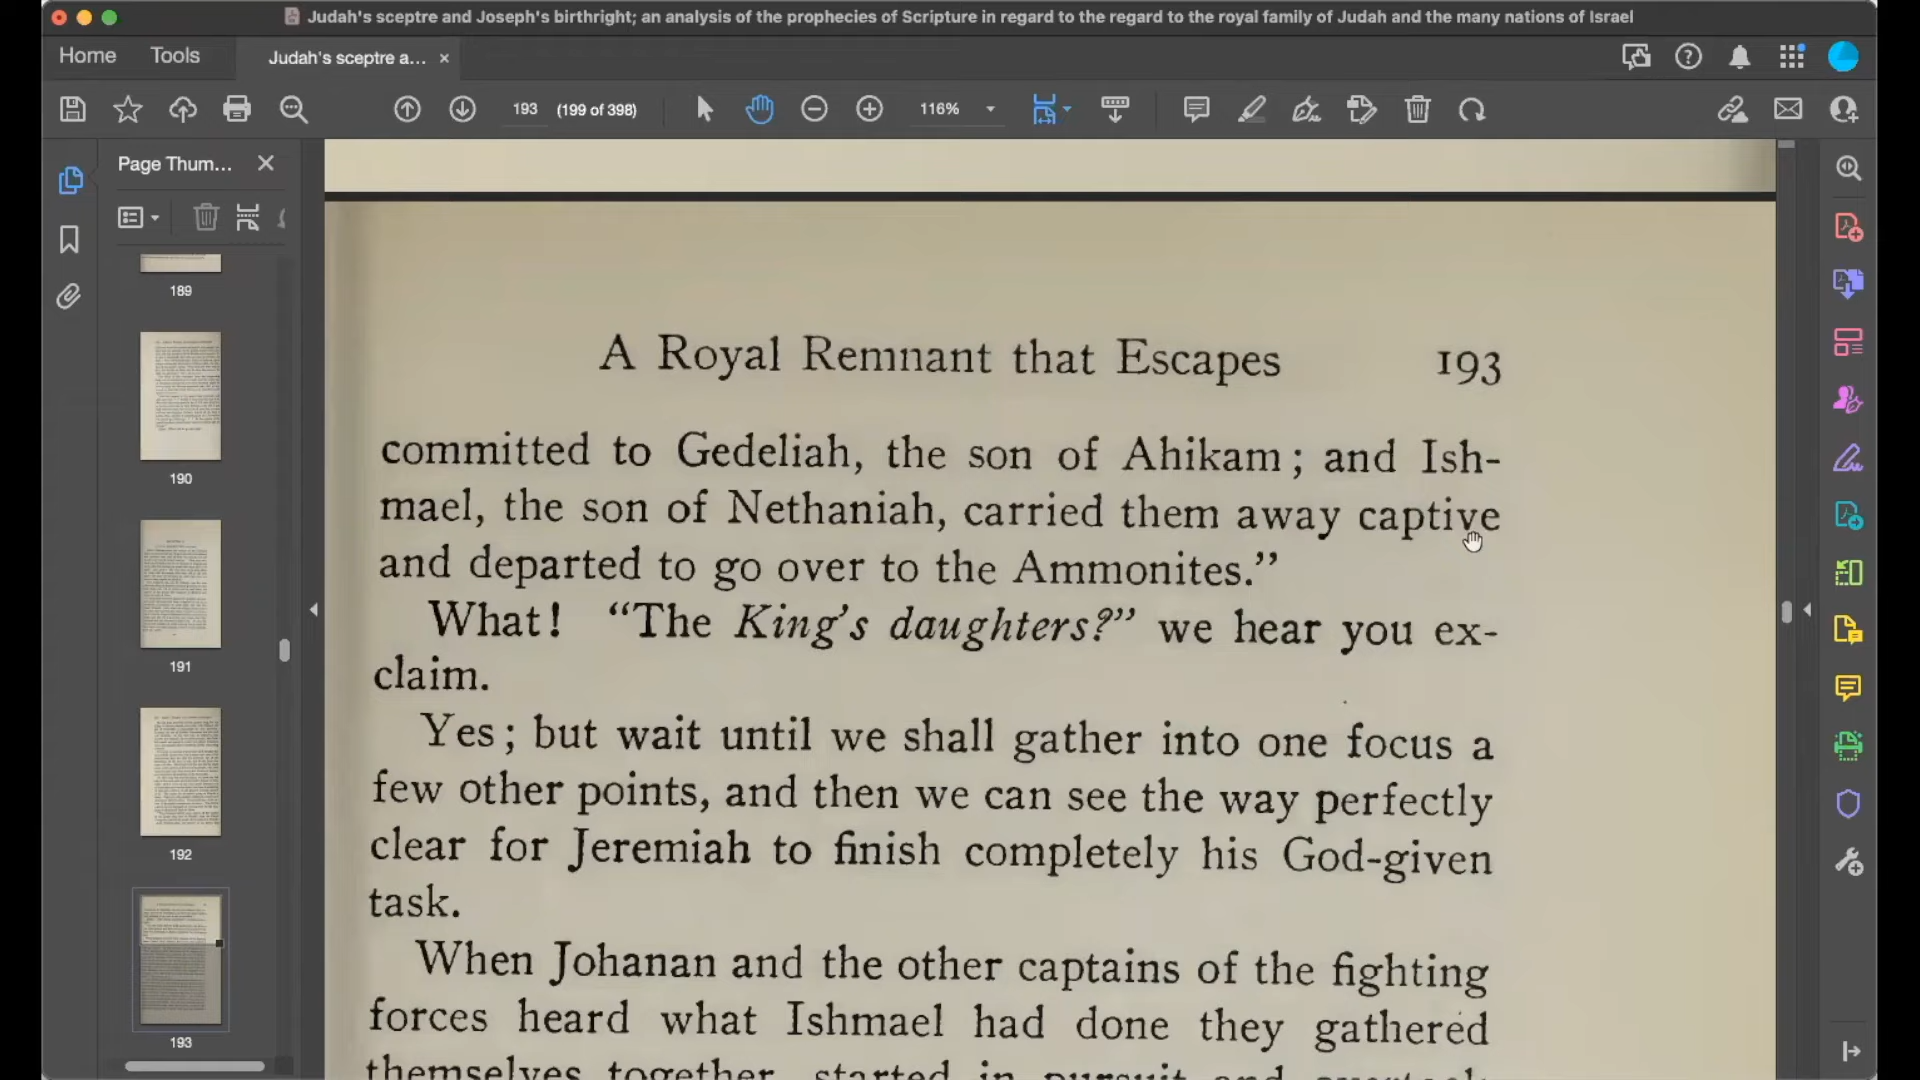 Judah's sceptre and Joseph's birthright; an analysis of the prophecies of Scripture in regard to the regard to the royal family of Judah and the many nations of Israel
Home Tools Judah's sceptre a...
193 (199 of 398) 116%
Page Thum...
189
190
191
192
193
A Royal Remnant that Escapes 193
committed to Gedeliah, the son of Ahikam; and Ish-
mael, the son of Nethaniah, carried them away captive
and departed to go over to the Ammonites."
What! "The King's daughters?" we hear you ex-
claim.
Yes; but wait until we shall gather into one focus a
few other points, and then we can see the way perfectly
clear for Jeremiah to finish completely his God-given
task.
When Johanan and the other captains of the fighting
forces heard what Ishmael had done they gathered
themselves together, started in pursuit and